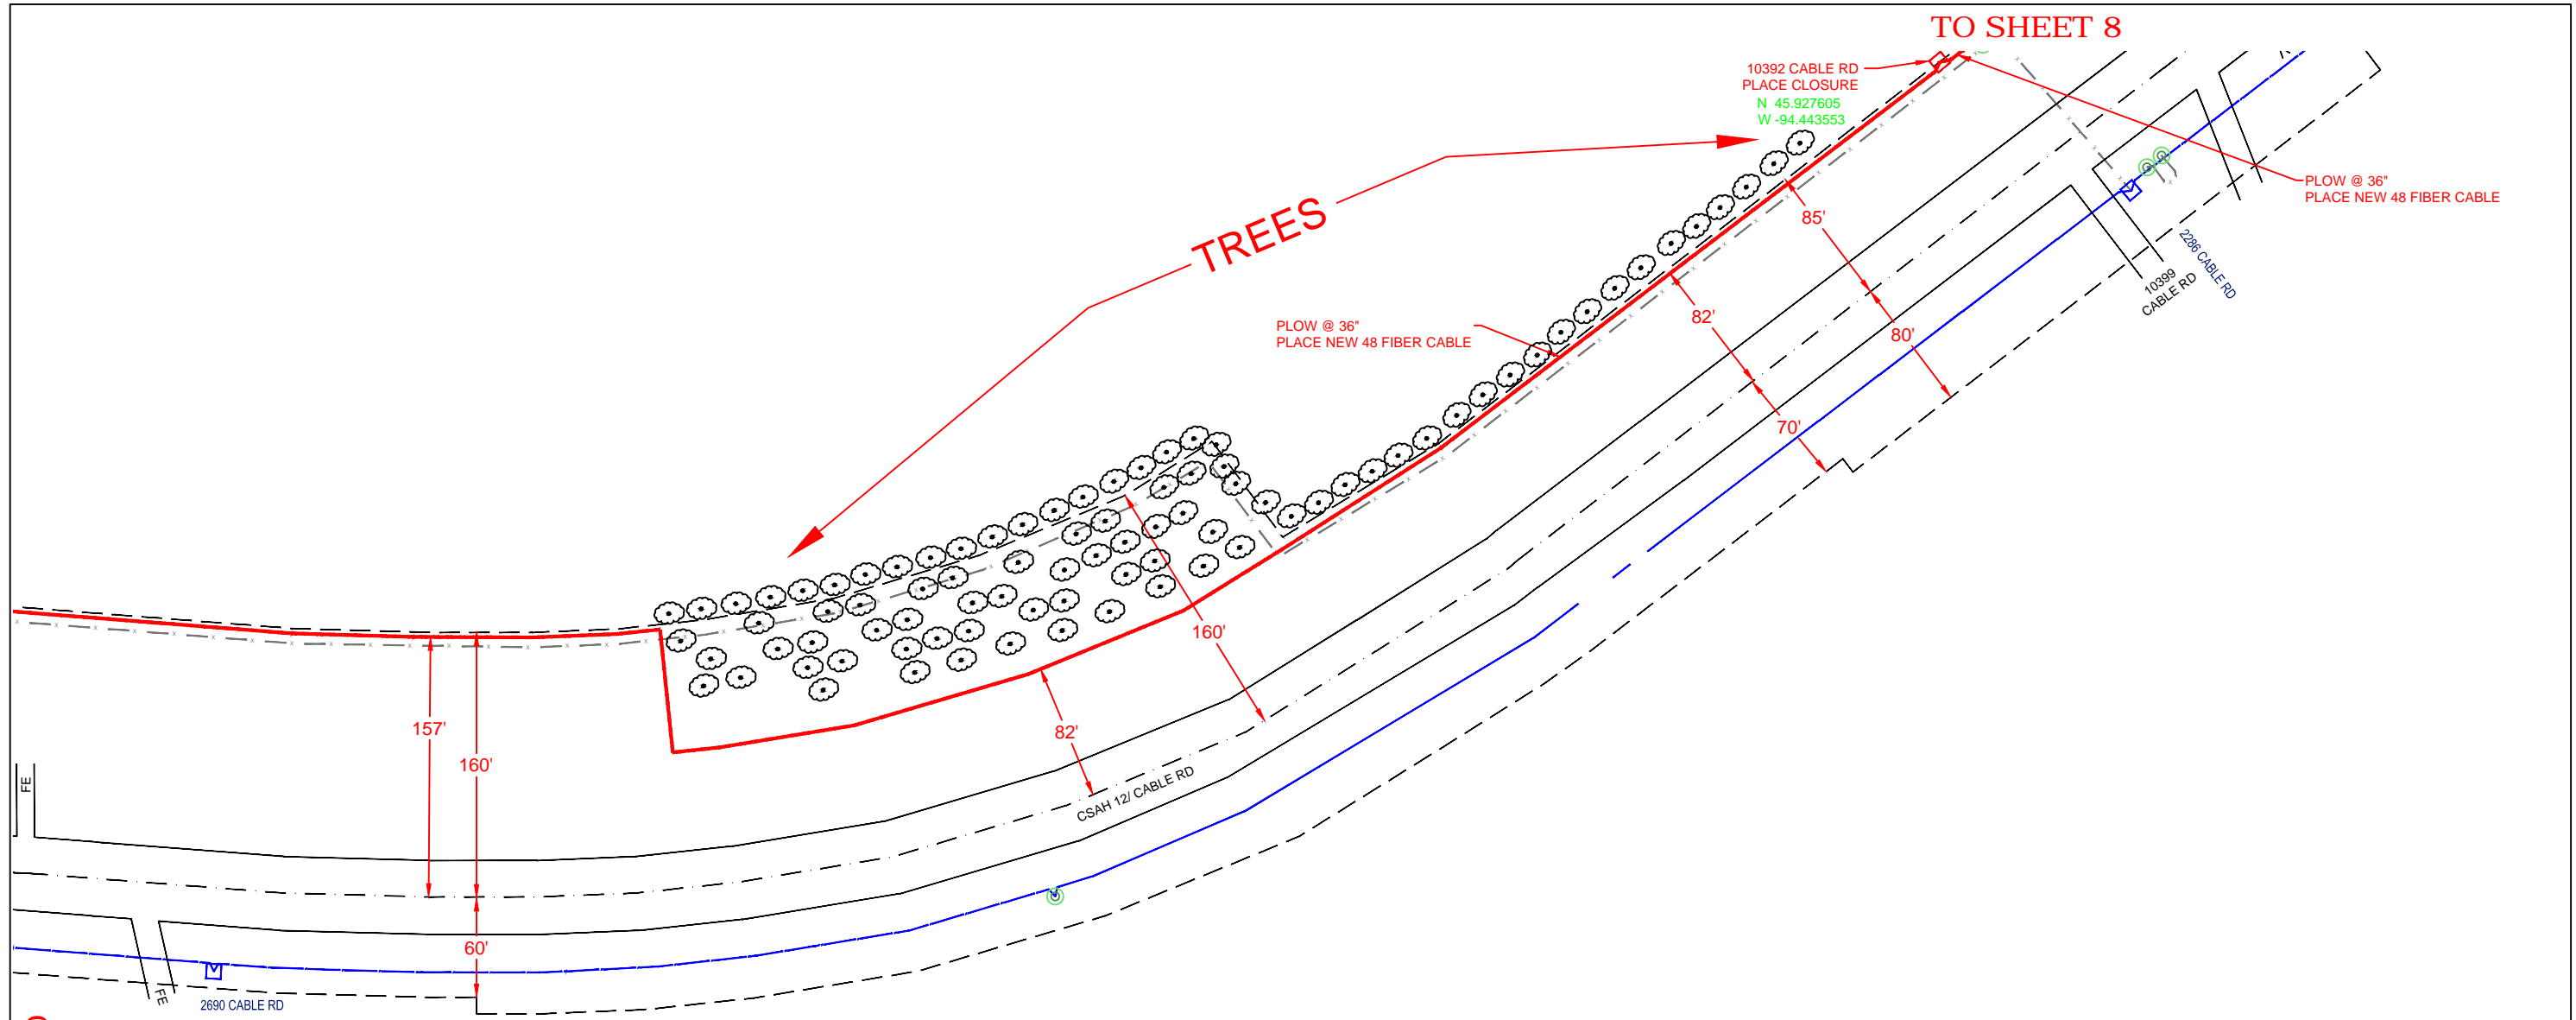 TO SHEET 8
10392 CABLE RD
PLACE CLOSURE
N 45.927605
W -94.443553
PLOW @ 36"
PLACE NEW 48 FIBER CABLE
TREES
85'
2286 CABLE RD
10399
CABLE RD
82'
80'
PLOW @ 36"
PLACE NEW 48 FIBER CABLE
70'
160'
157'
82'
160'
FE
CSAH 12/ CABLE RD
60'
FE
2690 CABLE RD